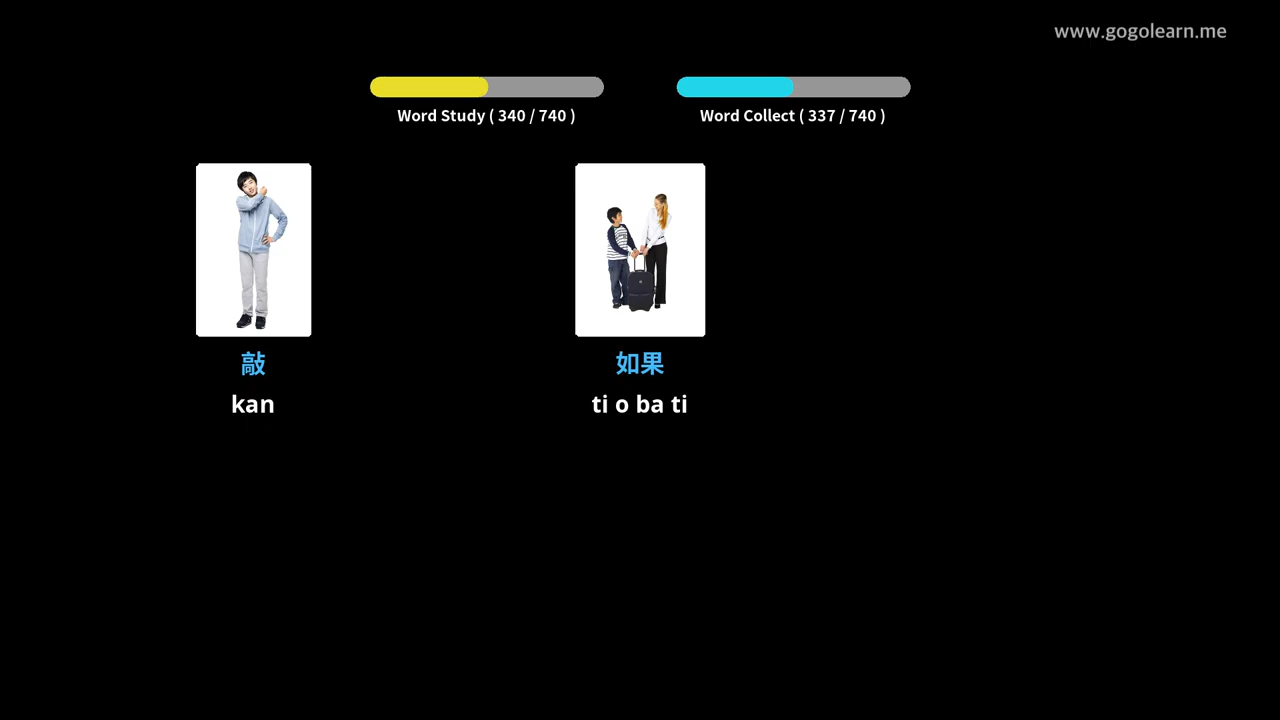 www.gogolearn.me
Word Study ( 340 / 740 )
Word Collect ( 337 / 740 )
敲
kan
如果
ti o ba ti